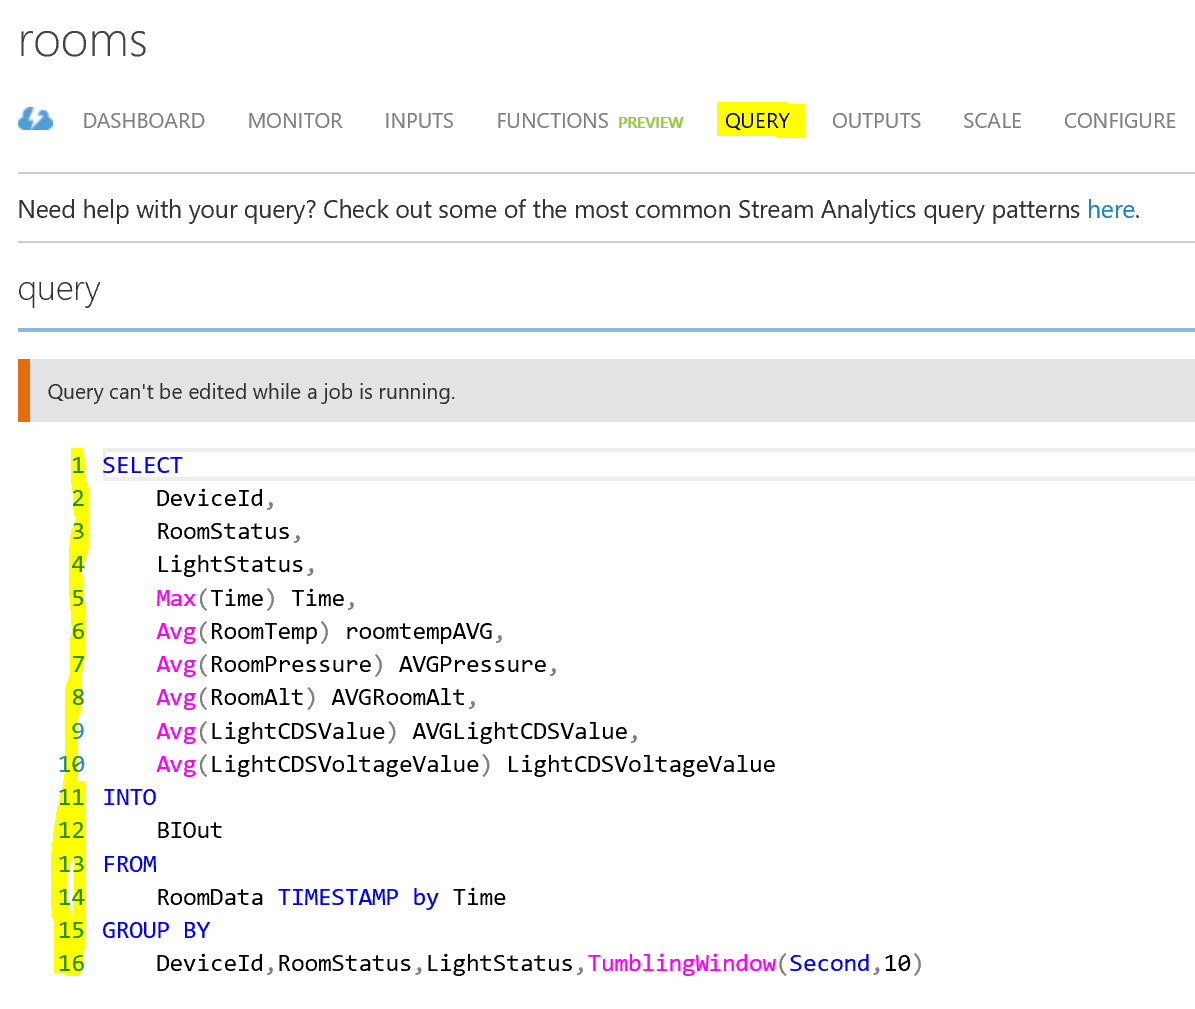 rooms
DASHBOARD MONITOR INPUTS FUNCTIONS PREVIEW QUERY OUTPUTS SCALE CONFIGURE
Need help with your query? Check out some of the most common Stream Analytics query patterns here.
query
Query can't be edited while a job is running.
1 SELECT
2 DeviceId,
3 RoomStatus,
4 LightStatus,
5 Max(Time) Time,
6 Avg(RoomTemp) roomtempAVG,
7 Avg(RoomPressure) AVGPressure,
8 Avg(RoomAlt) AVGRoomAlt,
9 Avg(LightCDSValue) AVGLightCDSValue,
10 Avg(LightCDSVoltageValue) LightCDSVoltageValue
11 INTO
12 BIOut
13 FROM
14 RoomData TIMESTAMP by Time
15 GROUP BY
16 DeviceId,RoomStatus,LightStatus,TumblingWindow(Second,10)